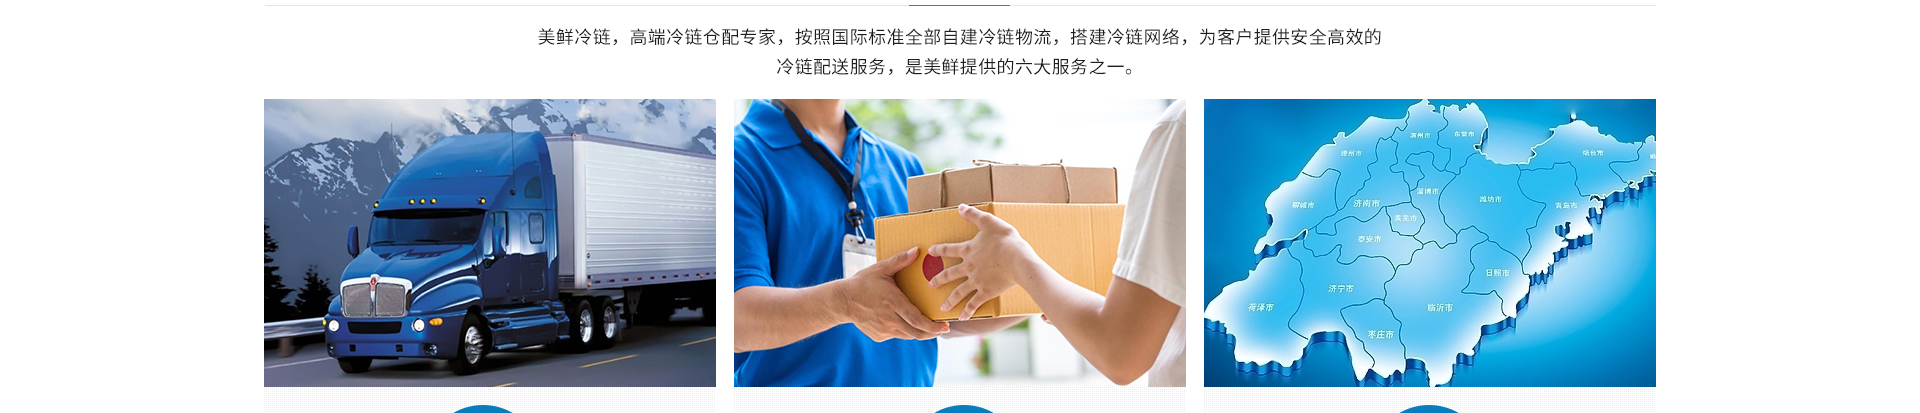 美鲜冷链，高端冷链仓配专家，按照国际标准全部自建冷链物流，搭建冷链网络，为客户提供安全高效的
冷链配送服务，是美鲜提供的六大服务之一。
滨州市
东营市
德州市
烟台市
淄博市
潍坊市
聊城市
济南市
青岛市
莱芜市
泰安市
日照市
济宁市
菏泽市
临沂市
枣庄市